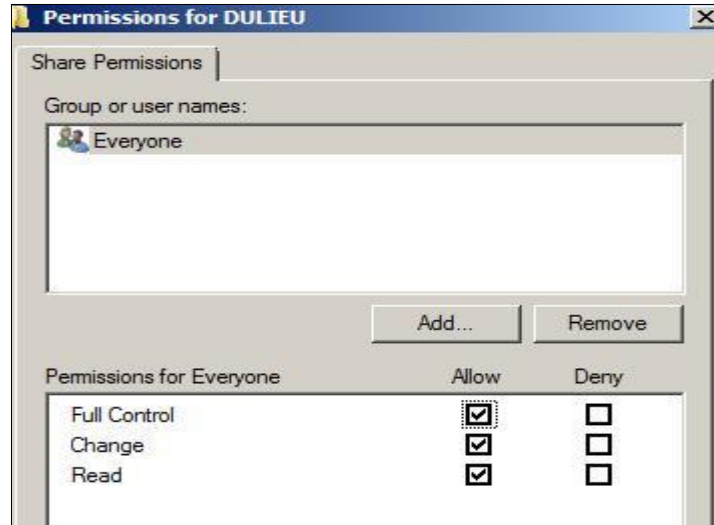 Permissions for DULIEU
Share Permissions
Group or user names:
Everyone
Add... Remove
Permissions for Everyone Allow Deny
Full Control
Change
Read